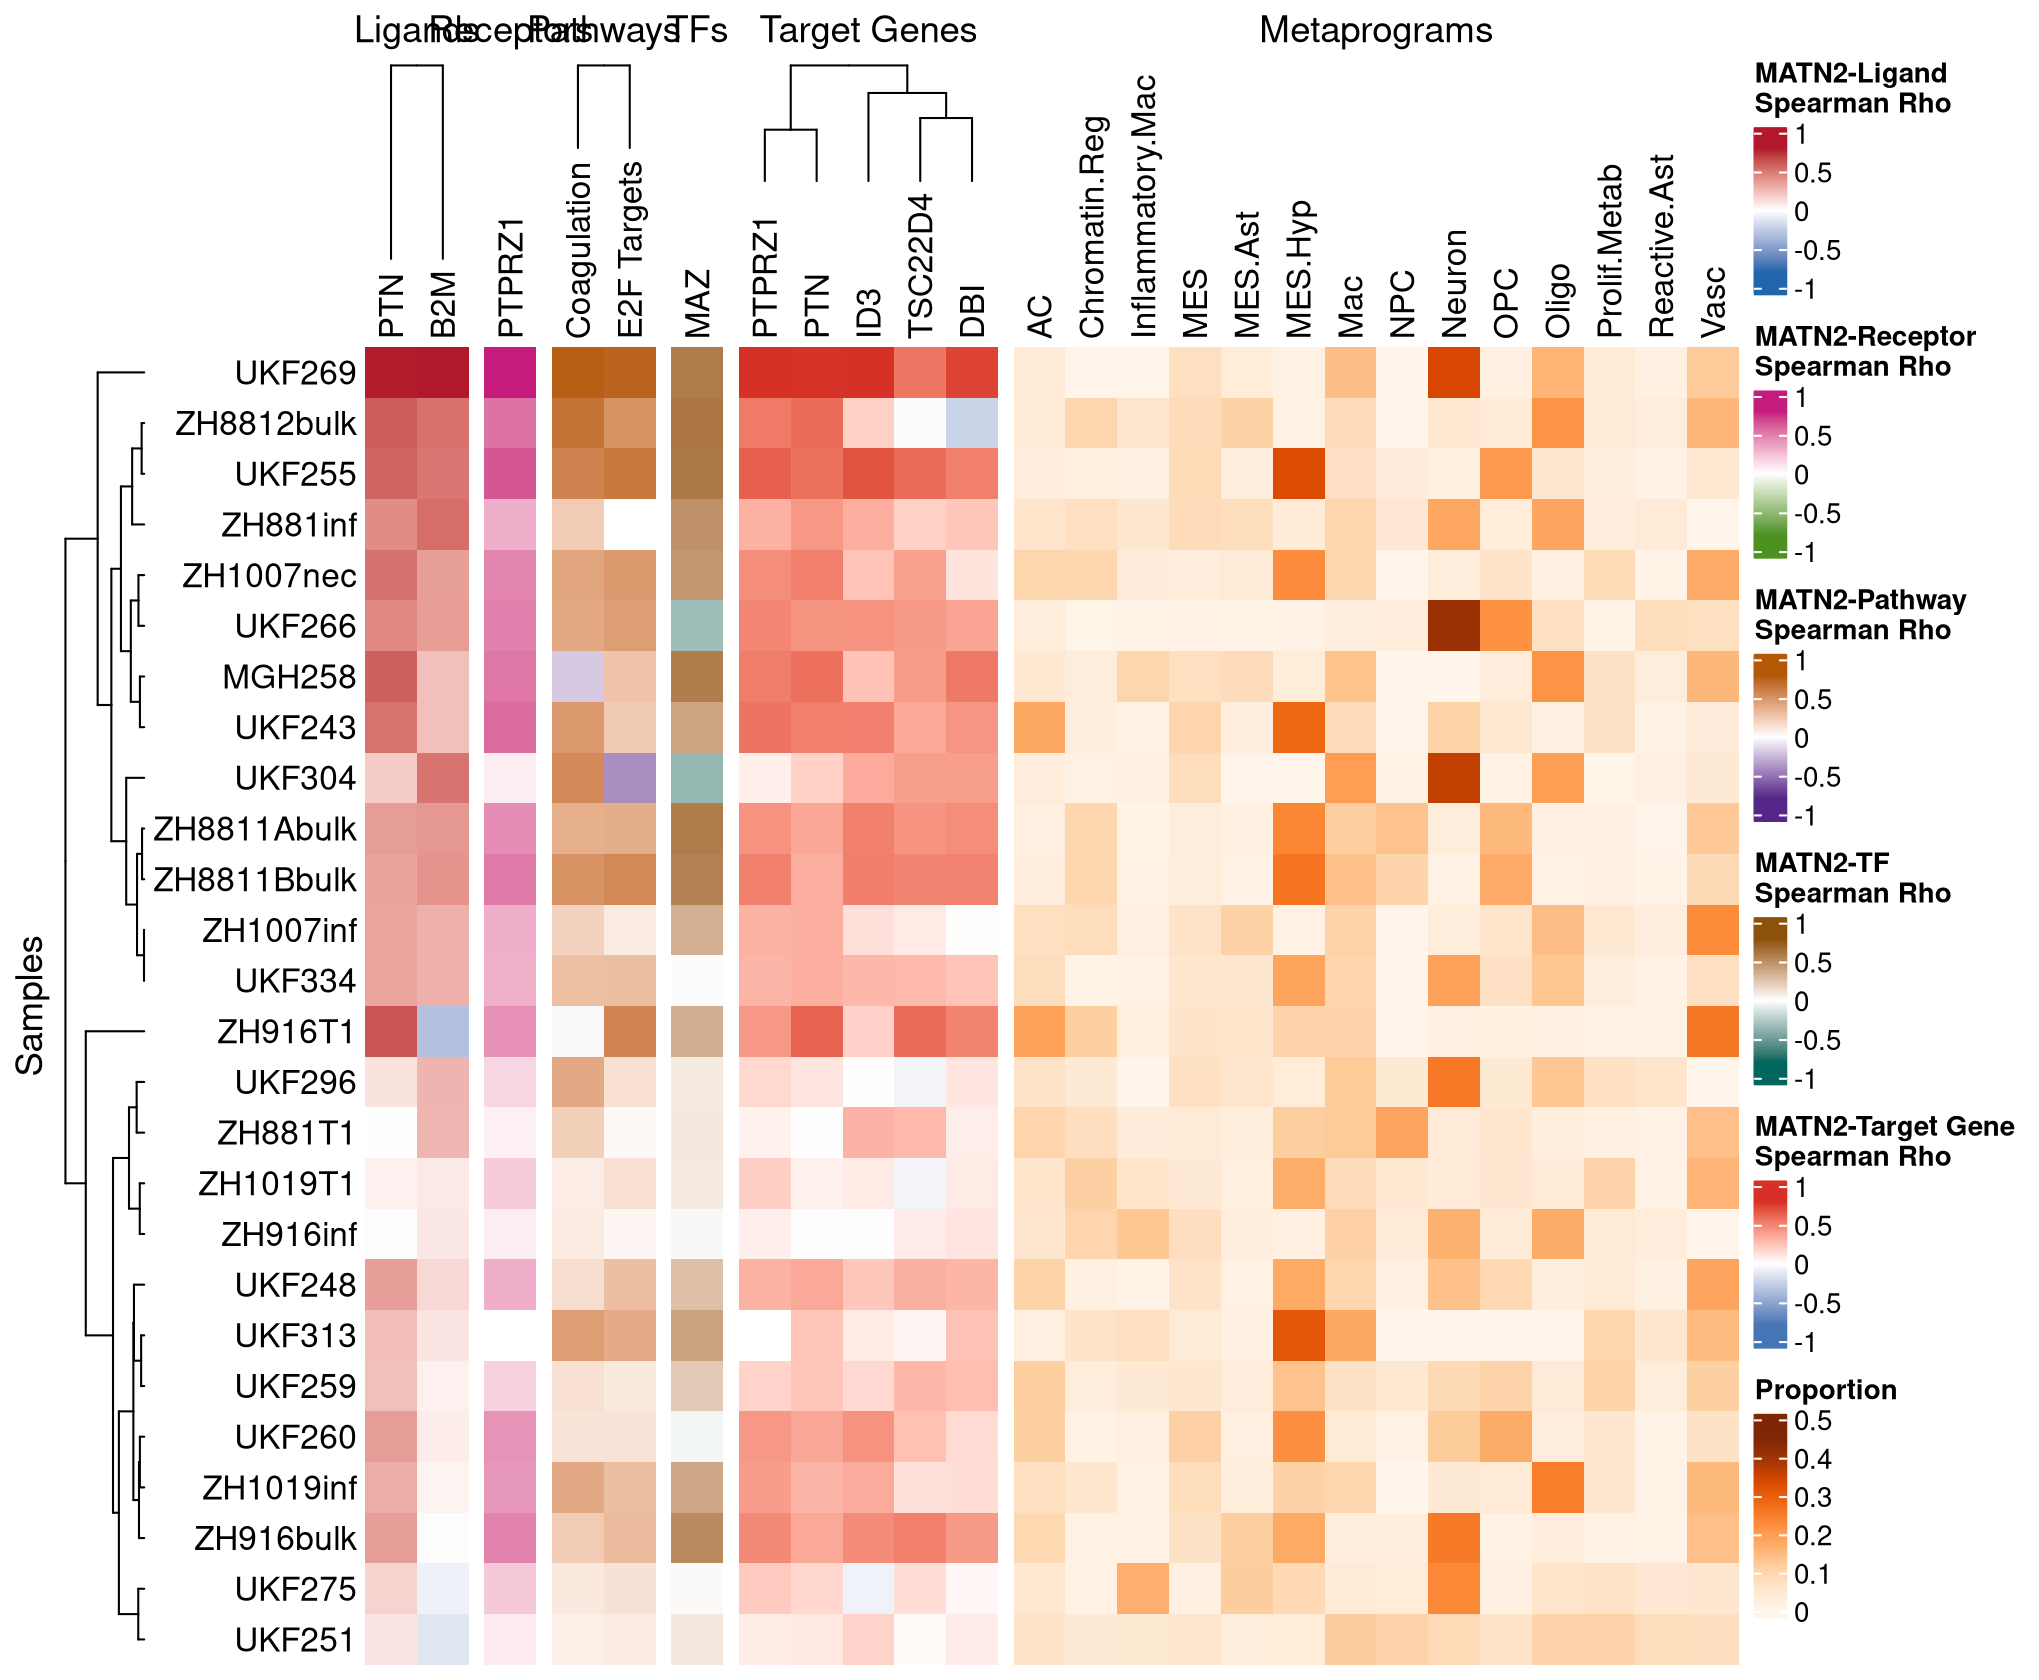 Ligands Receptors Pathways TFs Target Genes Metaprograms
PTN
B2M
PTPRZ1
Coagulation
E2F Targets
MAZ
PTPRZ1
PTN
ID3
TSC22D4
DBI
AC
Chromatin.Reg
Inflammatory.Mac
MES
MES.Ast
MES.Hyp
Mac
NPC
Neuron
OPC
Oligo
Prolif.Metab
Reactive.Ast
Vasc
Samples
UKF269
ZH8812bulk
UKF255
ZH881inf
ZH1007nec
UKF266
MGH258
UKF243
UKF304
ZH8811Abulk
ZH8811Bbulk
ZH1007inf
UKF334
ZH916T1
UKF296
ZH881T1
ZH1019T1
ZH916inf
UKF248
UKF313
UKF259
UKF260
ZH1019inf
ZH916bulk
UKF275
UKF251
MATN2-Ligand
Spearman Rho
1
0.5
0
-0.5
-1
MATN2-Receptor
Spearman Rho
1
0.5
0
-0.5
-1
MATN2-Pathway
Spearman Rho
1
0.5
0
-0.5
-1
MATN2-TF
Spearman Rho
1
0.5
0
-0.5
-1
MATN2-Target Gene
Spearman Rho
1
0.5
0
-0.5
-1
Proportion
0.5
0.4
0.3
0.2
0.1
0